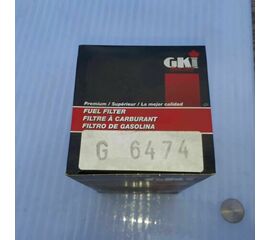 GKI
Premium / Supérieur / La mejor calidad
FUEL FILTER
FILTRE À CARBURANT
FILTRO DE GASOLINA
G 6474